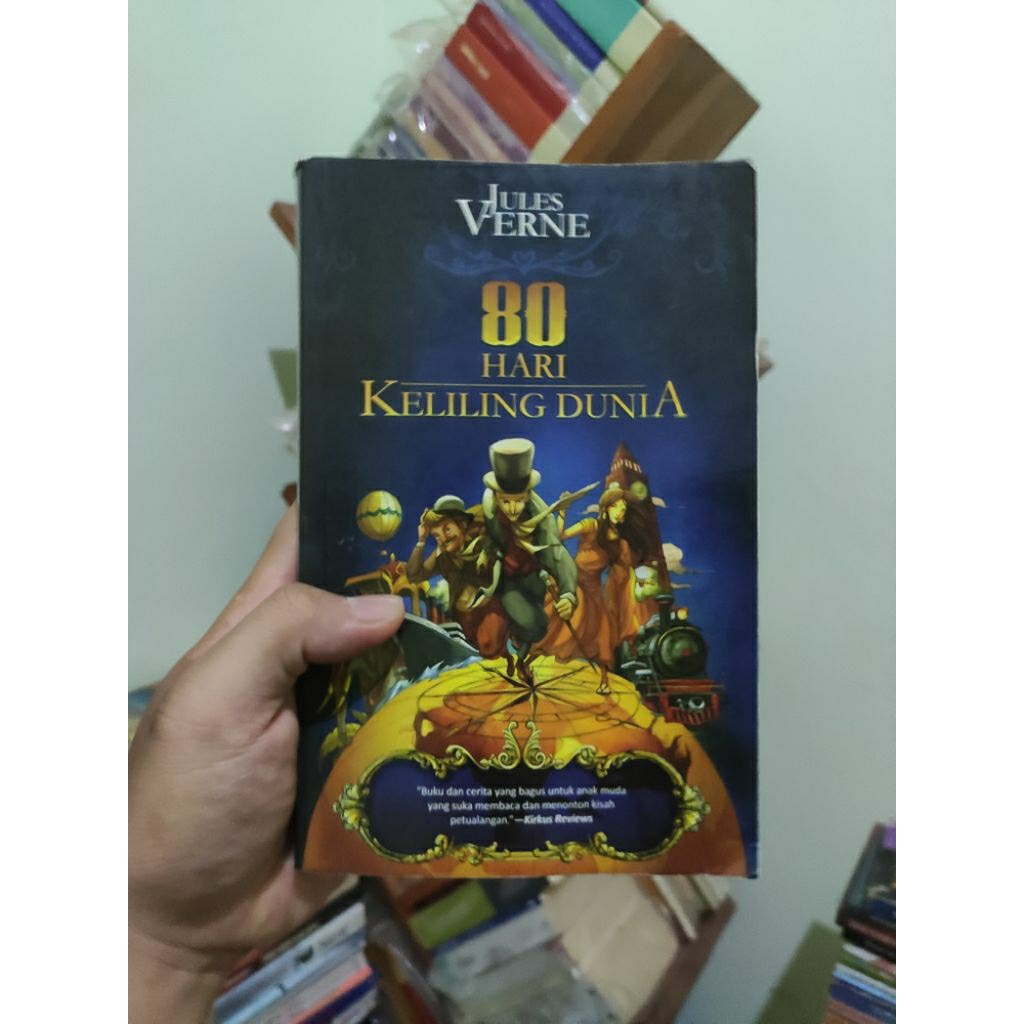 JULES
VERNE
80
HARI
KELILING DUNIA
"Buku dan cerita yang bagus untuk anak muda
yang suka membaca dan menonton kisah
petualangan."—Kirkus Reviews